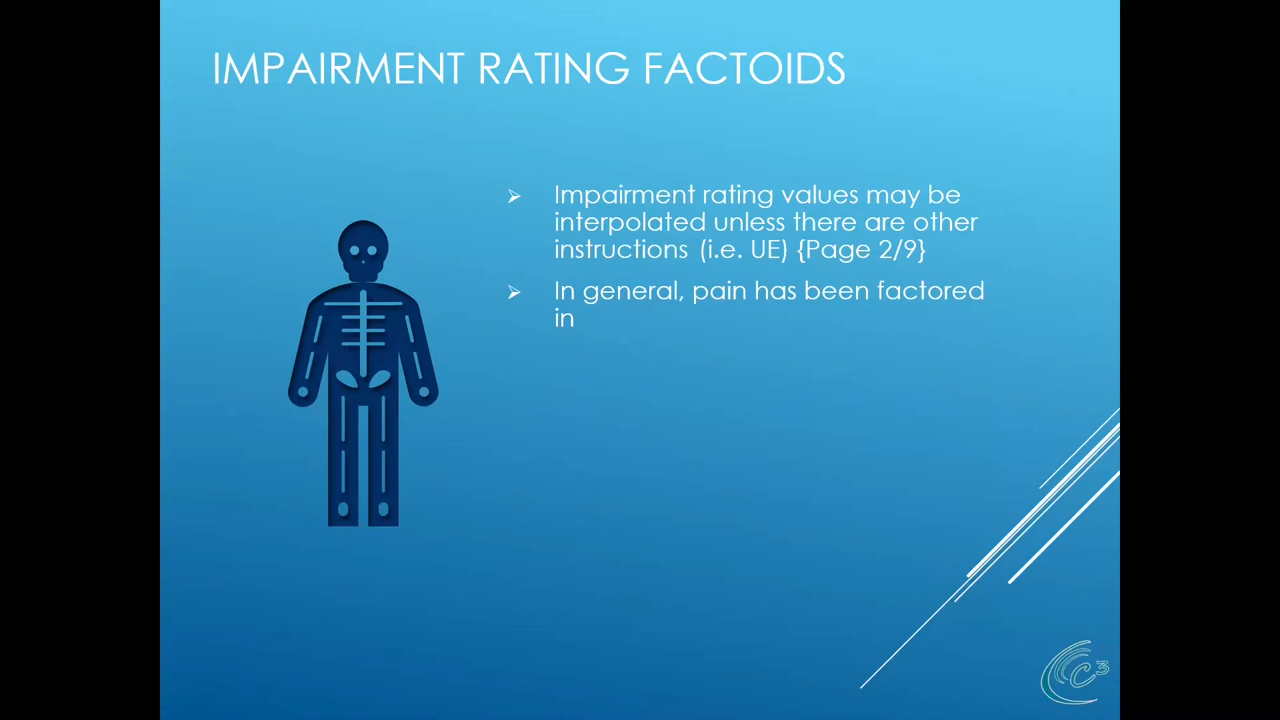 IMPAIRMENT RATING FACTOIDS
Impairment rating values may be
interpolated unless there are other
instructions (i.e. UE) {Page 2/9}
In general, pain has been factored
in
C3